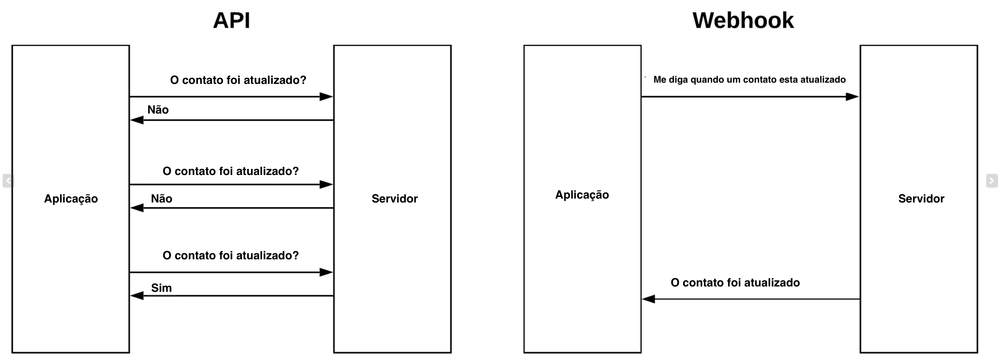 API
O contato foi atualizado?
Não
O contato foi atualizado?
Não
O contato foi atualizado?
Sim
Aplicação
Servidor
Webhook
Me diga quando um contato esta atualizado
O contato foi atualizado
Aplicação
Servidor